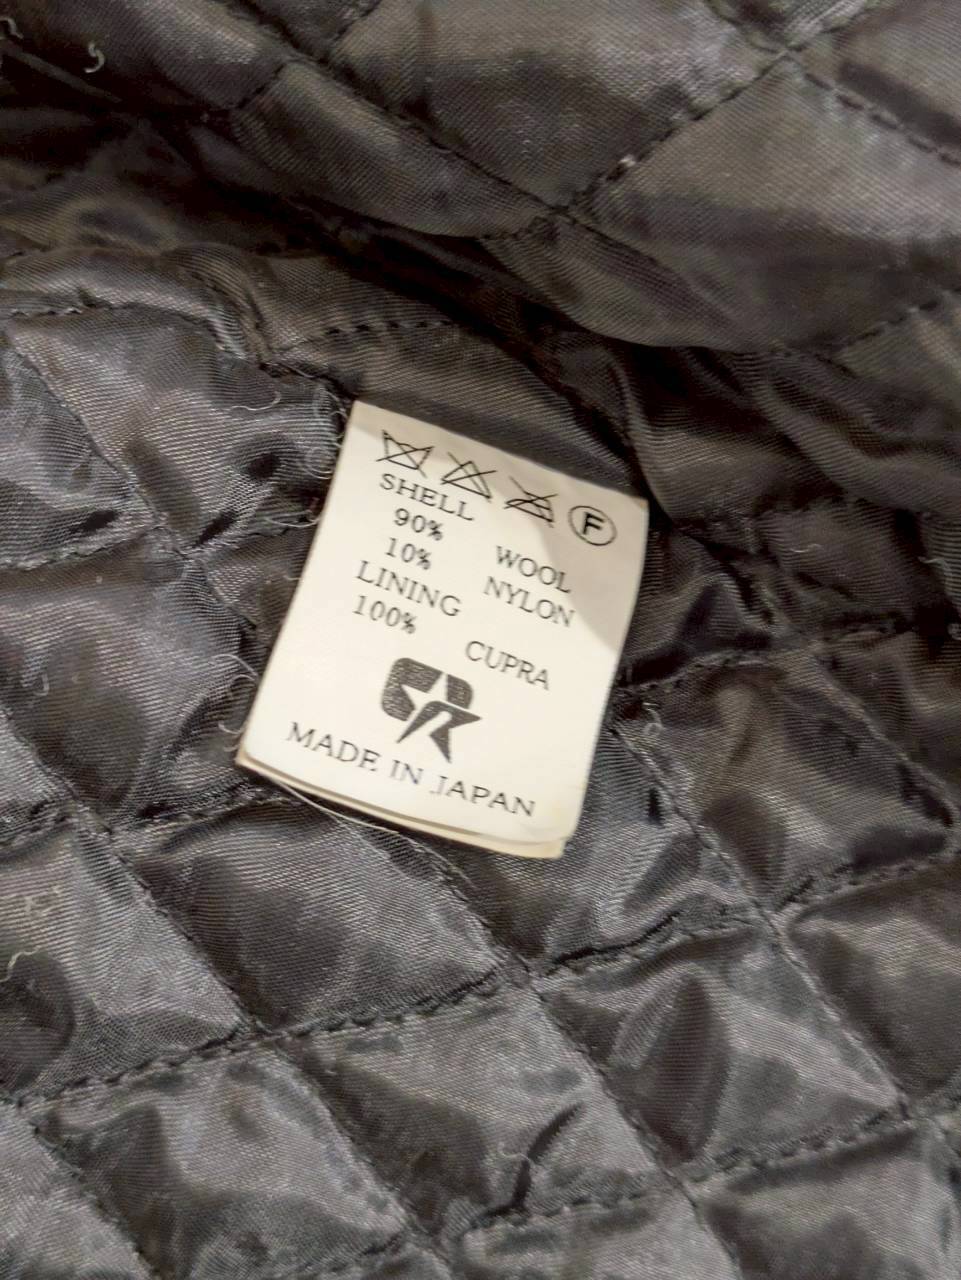 F
SHELL
90% WOOL
10% NYLON
LINING
100% CUPRA
MADE IN JAPAN